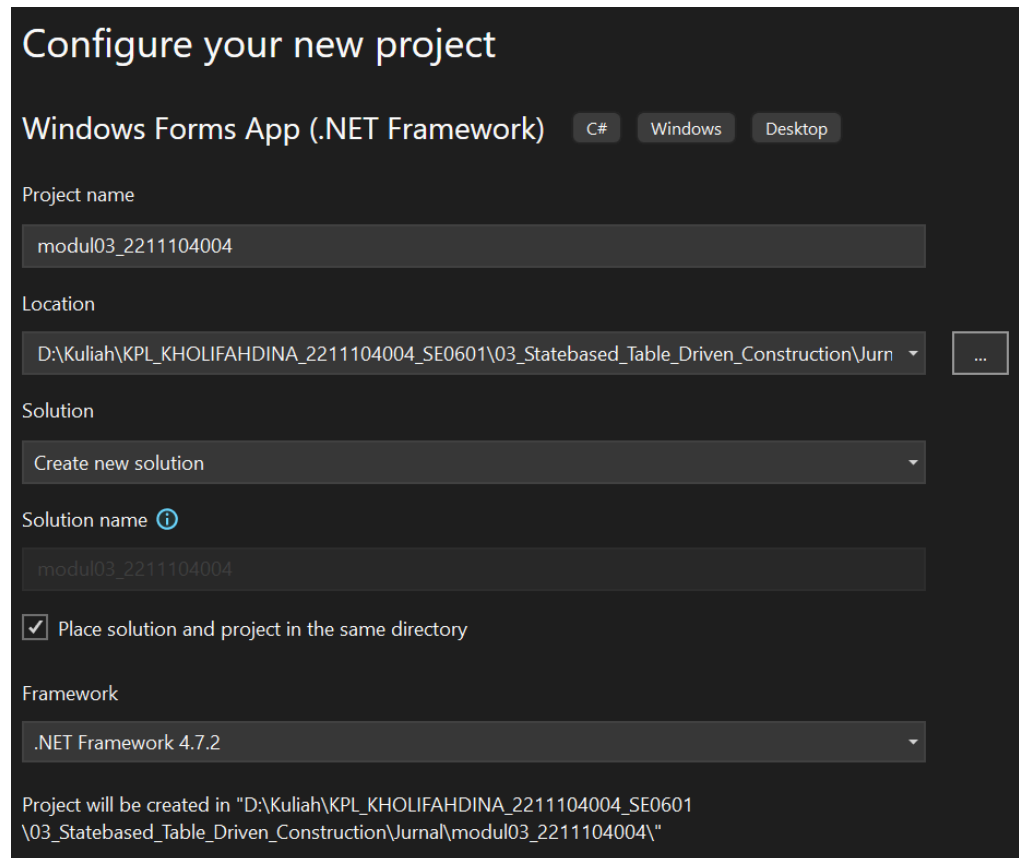 Configure your new project
Windows Forms App (.NET Framework) C# Windows Desktop
Project name
modul03_2211104004
Location
D:\Kuliah\KPL_KHOLIFAHDINA_2211104004_SE0601\03_Statebased_Table_Driven_Construction\Jurn ...
Solution
Create new solution
Solution name
modul03_2211104004
Place solution and project in the same directory
Framework
.NET Framework 4.7.2
Project will be created in "D:\Kuliah\KPL_KHOLIFAHDINA_2211104004_SE0601
\03_Statebased_Table_Driven_Construction\Jurnal\modul03_2211104004\"